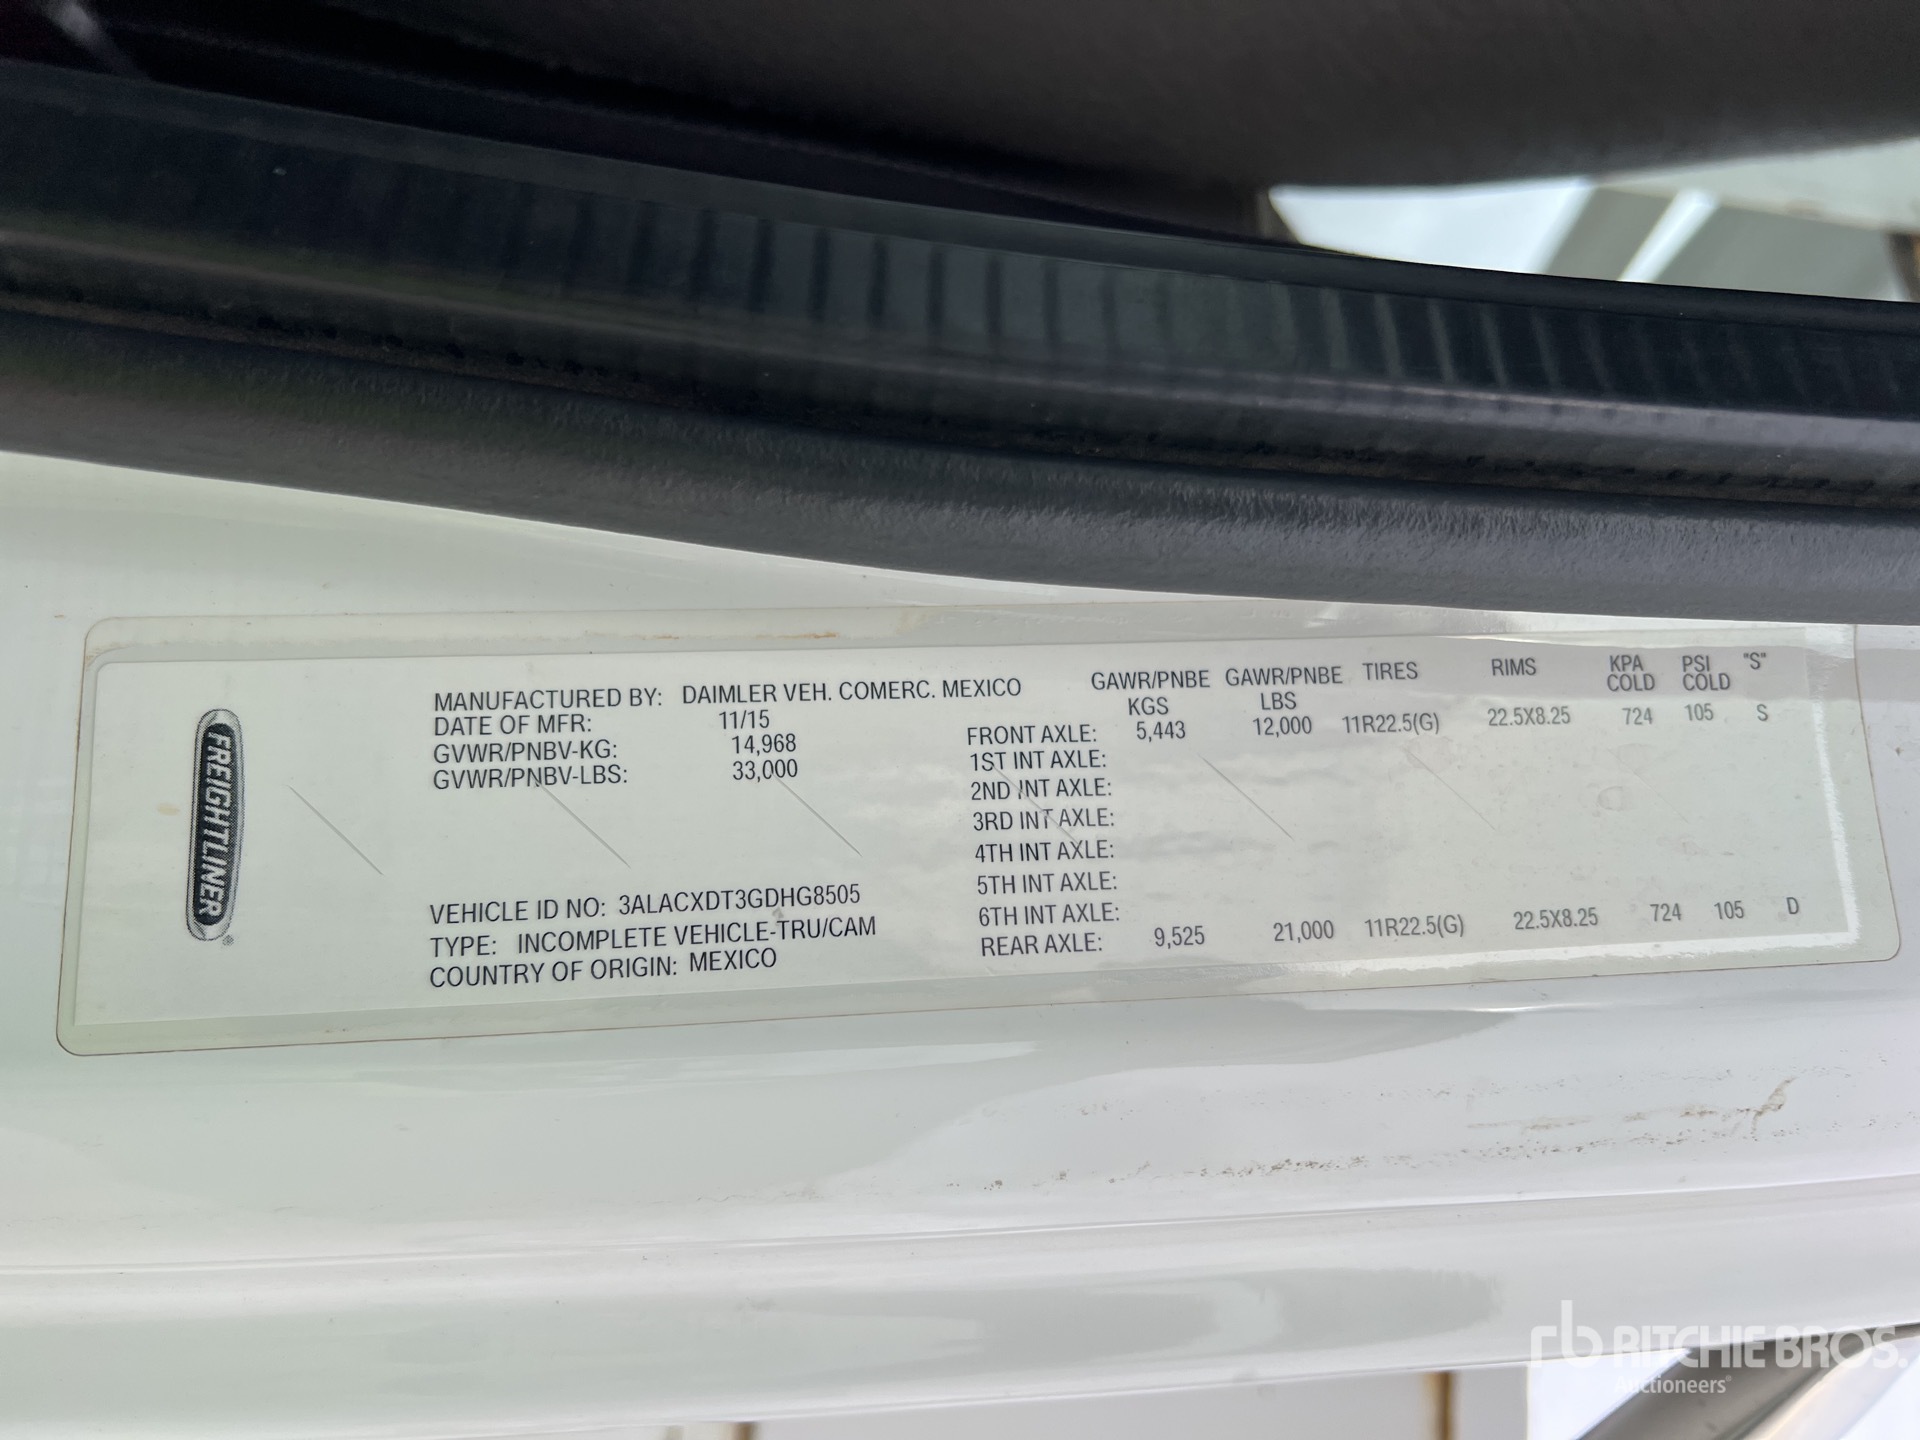 FREIGHTLINER®
MANUFACTURED BY: DAIMLER VEH. COMERC. MEXICO
DATE OF MFR: 11/15
GVWR/PNBV-KG: 14,968
GVWR/PNBV-LBS: 33,000
VEHICLE ID NO: 3ALACXDT3GDHG8505
TYPE: INCOMPLETE VEHICLE-TRU/CAM
COUNTRY OF ORIGIN: MEXICO
GAWR/PNBE GAWR/PNBE TIRES RIMS KPA PSI "S"
KGS LBS COLD COLD
FRONT AXLE: 5,443 12,000 11R22.5(G) 22.5X8.25 724 105 S
1ST INT AXLE:
2ND INT AXLE:
3RD INT AXLE:
4TH INT AXLE:
5TH INT AXLE:
6TH INT AXLE:
REAR AXLE: 9,525 21,000 11R22.5(G) 22.5X8.25 724 105 D
rb RITCHIE BROS.
Auctioneers®